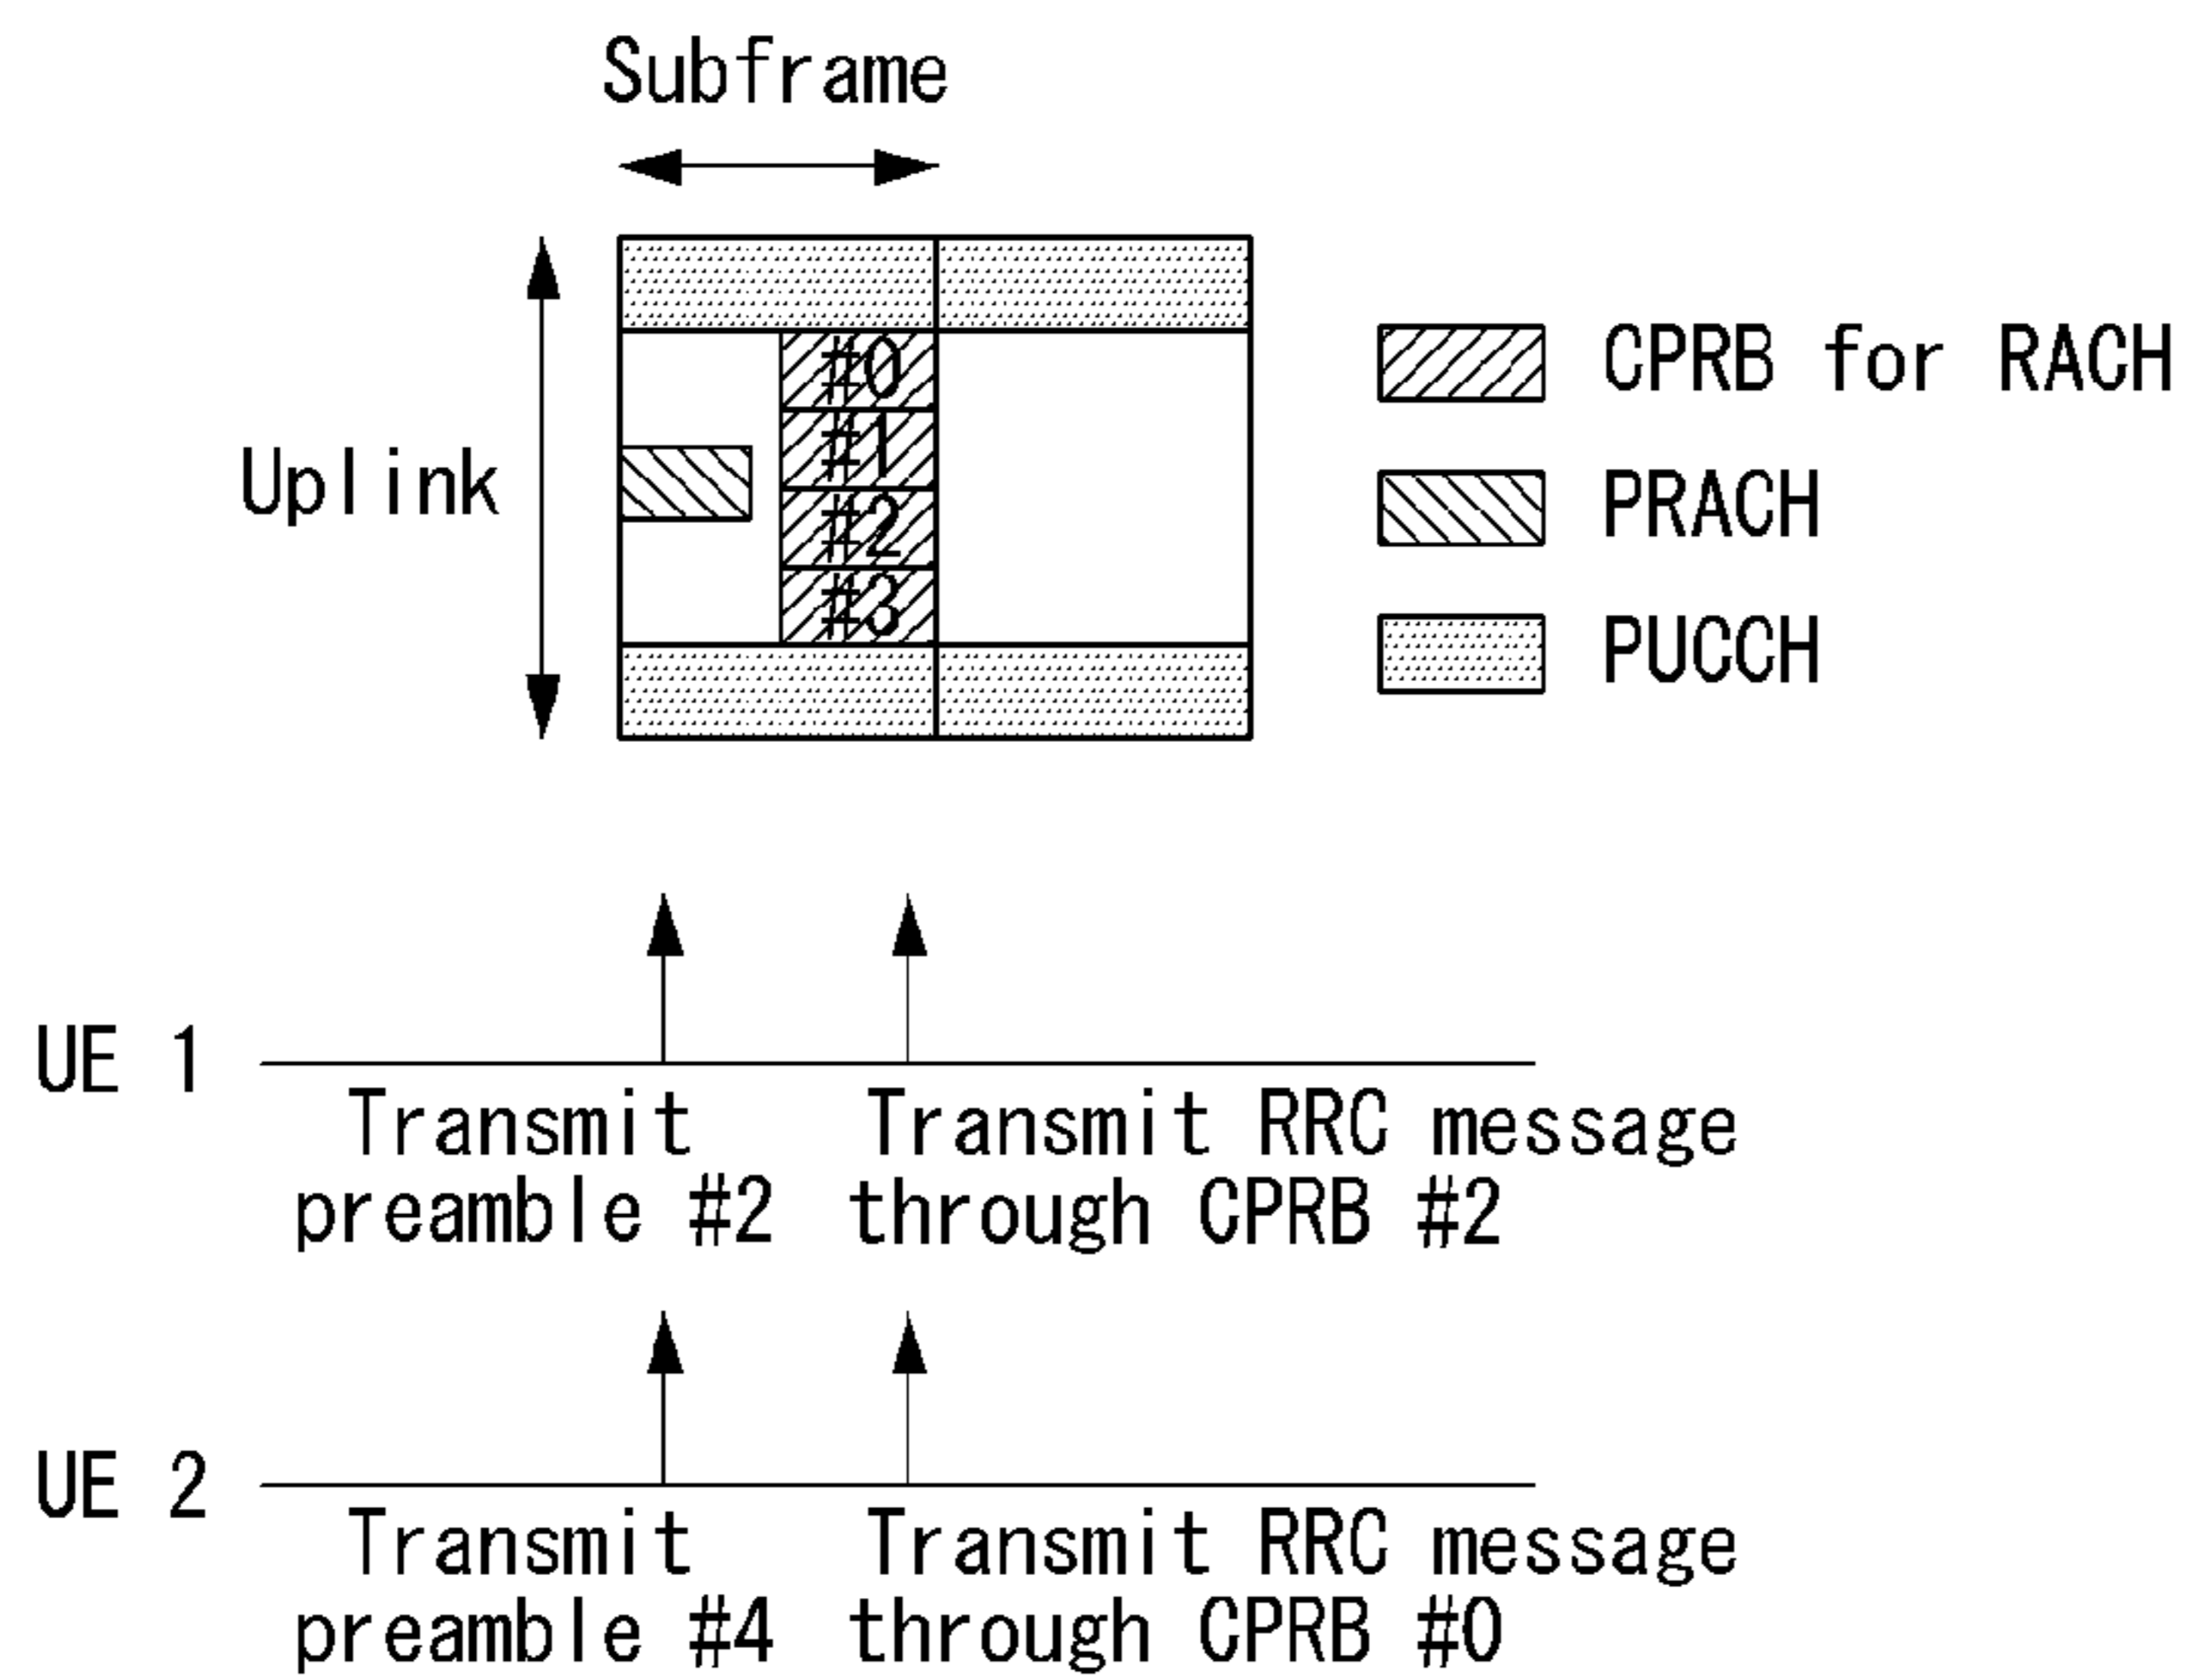 Subframe
Uplink
#0
#1
#2
#3
CPRB for RACH
PRACH
PUCCH
UE 1
Transmit
preamble #2
Transmit RRC message
through CPRB #2
UE 2
Transmit
preamble #4
Transmit RRC message
through CPRB #0